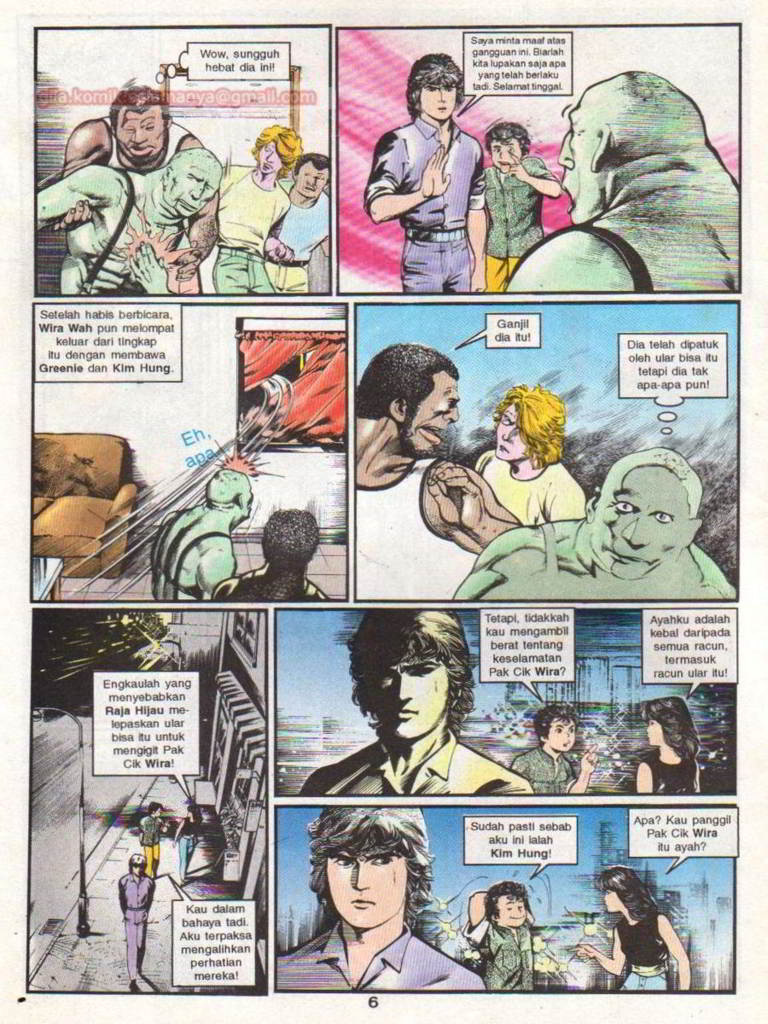 Wow, sungguh
hebat dia ini!
Saya minta maaf atas
gangguan ini. Biarlah
kita lupakan saja apa
yang telah berlaku
tadi. Selamat tinggal.
Setelah habis berbicara,
Wira Wah pun melompat
keluar dari tingkap
itu dengan membawa
Greenie dan Kim Hung.
Eh,
apa
Ganjil
dia itu!
Dia telah dipatuk
oleh ular bisa itu
tetapi dia tak
apa-apa pun!
Engkaulah yang
menyebabkan
Raja Hijau me-
lepaskan ular
bisa itu untuk
mengigit Pak
Cik Wira!
Kau dalam
bahaya tadi.
Aku terpaksa
mengalihkan
perhatian
mereka!
Tetapi, tidakkah
kau mengambil
berat tentang
keselamatan
Pak Cik Wira?
Ayahku adalah
kebal daripada
semua racun,
termasuk
racun ular itu!
Sudah pasti sebab
aku ini ialah
Kim Hung!
Apa? Kau panggil
Pak Cik Wira
itu ayah?
6